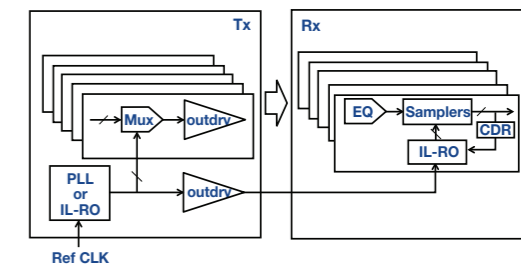 Tx
Rx
Mux
outdrv
EQ
Samplers
CDR
IL-RO
PLL
or
IL-RO
outdrv
Ref CLK